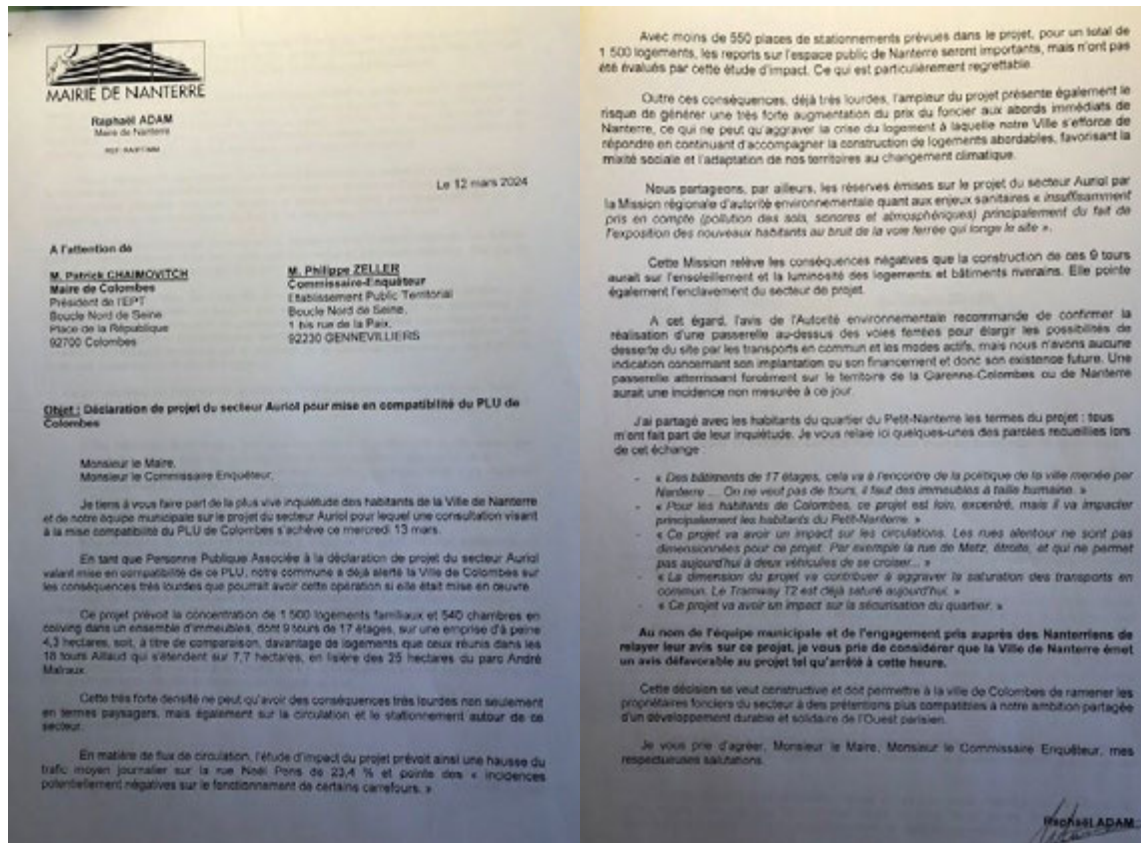 MAIRIE DE NANTERRE
Raphaël ADAM
Maire de Nanterre
Le 12 mars 2024
A l'attention de
M. Patrick CHAIMOVITCH
Maire de Colombes
Président de l'EPT
Boucle Nord de Seine
Place de la République
92700 Colombes
M. Philippe ZELLER
Commissaire-Enquêteur
Etablissement Public Territorial
Boucle Nord de Seine,
1 bis rue de la Paix,
92230 GENNEVILLIERS
Objet : Déclaration de projet du secteur Auriol pour mise en compatibilité du PLU de
Colombes
Monsieur le Maire,
Monsieur le Commissaire Enquêteur,
Je tiens à vous faire part de la plus vive inquiétude des habitants de la Ville de Nanterre
et de notre équipe municipale sur le projet du secteur Auriol pour lequel une consultation visant
à la mise compatibilité du PLU de Colombes s'achève ce mercredi 13 mars.
En tant que Personne Publique Associée à la déclaration de projet du secteur Auriol
valant mise en compatibilité de ce PLU, notre commune a déjà alerté la Ville de Colombes sur
les conséquences très lourdes que pourrait avoir cette opération si elle était mise en œuvre.
Ce projet prévoit la concentration de 1 500 logements familiaux et 540 chambres en
coliving dans un ensemble d'immeubles, dont 9 tours de 17 étages, sur une emprise d'à peine
4,3 hectares, soit, à titre de comparaison, davantage de logements que ceux réunis dans les
18 tours Aillaud qui s'étendent sur 7,7 hectares, en lisière des 25 hectares du parc André
Malraux.
Cette très forte densité ne peut qu'avoir des conséquences très lourdes non seulement
en termes paysagers, mais également sur la circulation et le stationnement autour de ce
secteur.
En matière de flux de circulation, l'étude d'impact du projet prévoit ainsi une hausse du
trafic moyen journalier sur la rue Noël Pons de 23,4 % et pointe des « incidences
potentiellement négatives sur le fonctionnement de certains carrefours. »
Avec moins de 550 places de stationnements prévues dans le projet, pour un total de
1 500 logements, les reports sur l'espace public de Nanterre seront importants, mais n'ont pas
été évalués par cette étude d'impact. Ce qui est particulièrement regrettable.
Outre ces conséquences, déjà très lourdes, l'ampleur du projet présente également le
risque de générer une très forte augmentation du prix du foncier aux abords immédiats de
Nanterre, ce qui ne peut qu'aggraver la crise du logement à laquelle notre Ville s'efforce de
répondre en continuant d'accompagner la construction de logements abordables, favorisant la
mixité sociale et l'adaptation de nos territoires au changement climatique.
Nous partageons, par ailleurs, les réserves émises sur le projet du secteur Auriol par
la Mission régionale d'autorité environnementale quant aux enjeux sanitaires « insuffisamment
pris en compte (pollution des sols, sonores et atmosphériques) principalement du fait de
l'exposition des nouveaux habitants au bruit de la voie ferrée qui longe le site ».
Cette Mission relève les conséquences négatives que la construction de ces 9 tours
aurait sur l'ensoleillement et la luminosité des logements et bâtiments riverains. Elle pointe
également l'enclavement du secteur de projet.
A cet égard, l'avis de l'Autorité environnementale recommande de confirmer la
réalisation d'une passerelle au-dessus des voies ferrées pour élargir les possibilités de
desserte du site par les transports en commun et les modes actifs, mais nous n'avons aucune
indication concernant son implantation ou son financement et donc son existence future. Une
passerelle atterrissant forcément sur le territoire de la Garenne-Colombes ou de Nanterre
aurait une incidence non mesurée à ce jour.
J'ai partagé avec les habitants du quartier du Petit-Nanterre les termes du projet : tous
m'ont fait part de leur inquiétude. Je vous relaie ici quelques-unes des paroles recueillies lors
de cet échange
- « Des bâtiments de 17 étages, cela va à l'encontre de la politique de la ville menée par
Nanterre ... On ne veut pas de tours, il faut des immeubles à taille humaine. »
- « Pour les habitants de Colombes, ce projet est loin, excentré, mais il va impacter
principalement les habitants du Petit-Nanterre. »
- « Ce projet va avoir un impact sur les circulations. Les rues alentour ne sont pas
dimensionnées pour ce projet. Par exemple la rue de Metz, étroite, et qui ne permet
pas aujourd'hui à deux véhicules de se croiser... »
- « La dimension du projet va contribuer à aggraver la saturation des transports en
commun. Le Tramway T2 est déjà saturé aujourd'hui. »
- « Ce projet va avoir un impact sur la sécurisation du quartier. »
Au nom de l'équipe municipale et de l'engagement pris auprès des Nanterriens de
relayer leur avis sur ce projet, je vous prie de considérer que la Ville de Nanterre émet
un avis défavorable au projet tel qu'arrêté à cette heure.
Cette décision se veut constructive et doit permettre à la ville de Colombes de ramener les
propriétaires fonciers du secteur à des prétentions plus compatibles à notre ambition partagée
d'un développement durable et solidaire de l'Ouest parisien.
Je vous prie d'agréer, Monsieur le Maire, Monsieur le Commissaire Enquêteur, mes
respectueuses salutations.
Raphaël ADAM